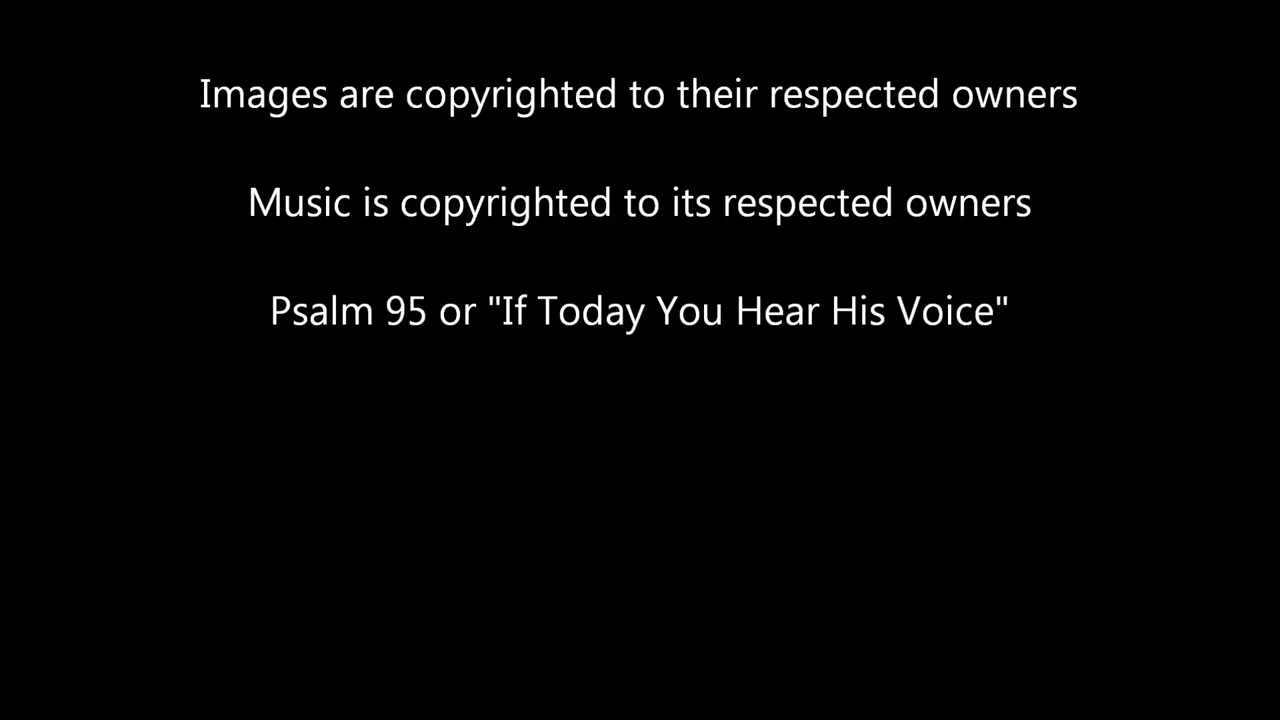 Images are copyrighted to their respected owners
Music is copyrighted to its respected owners
Psalm 95 or "If Today You Hear His Voice"